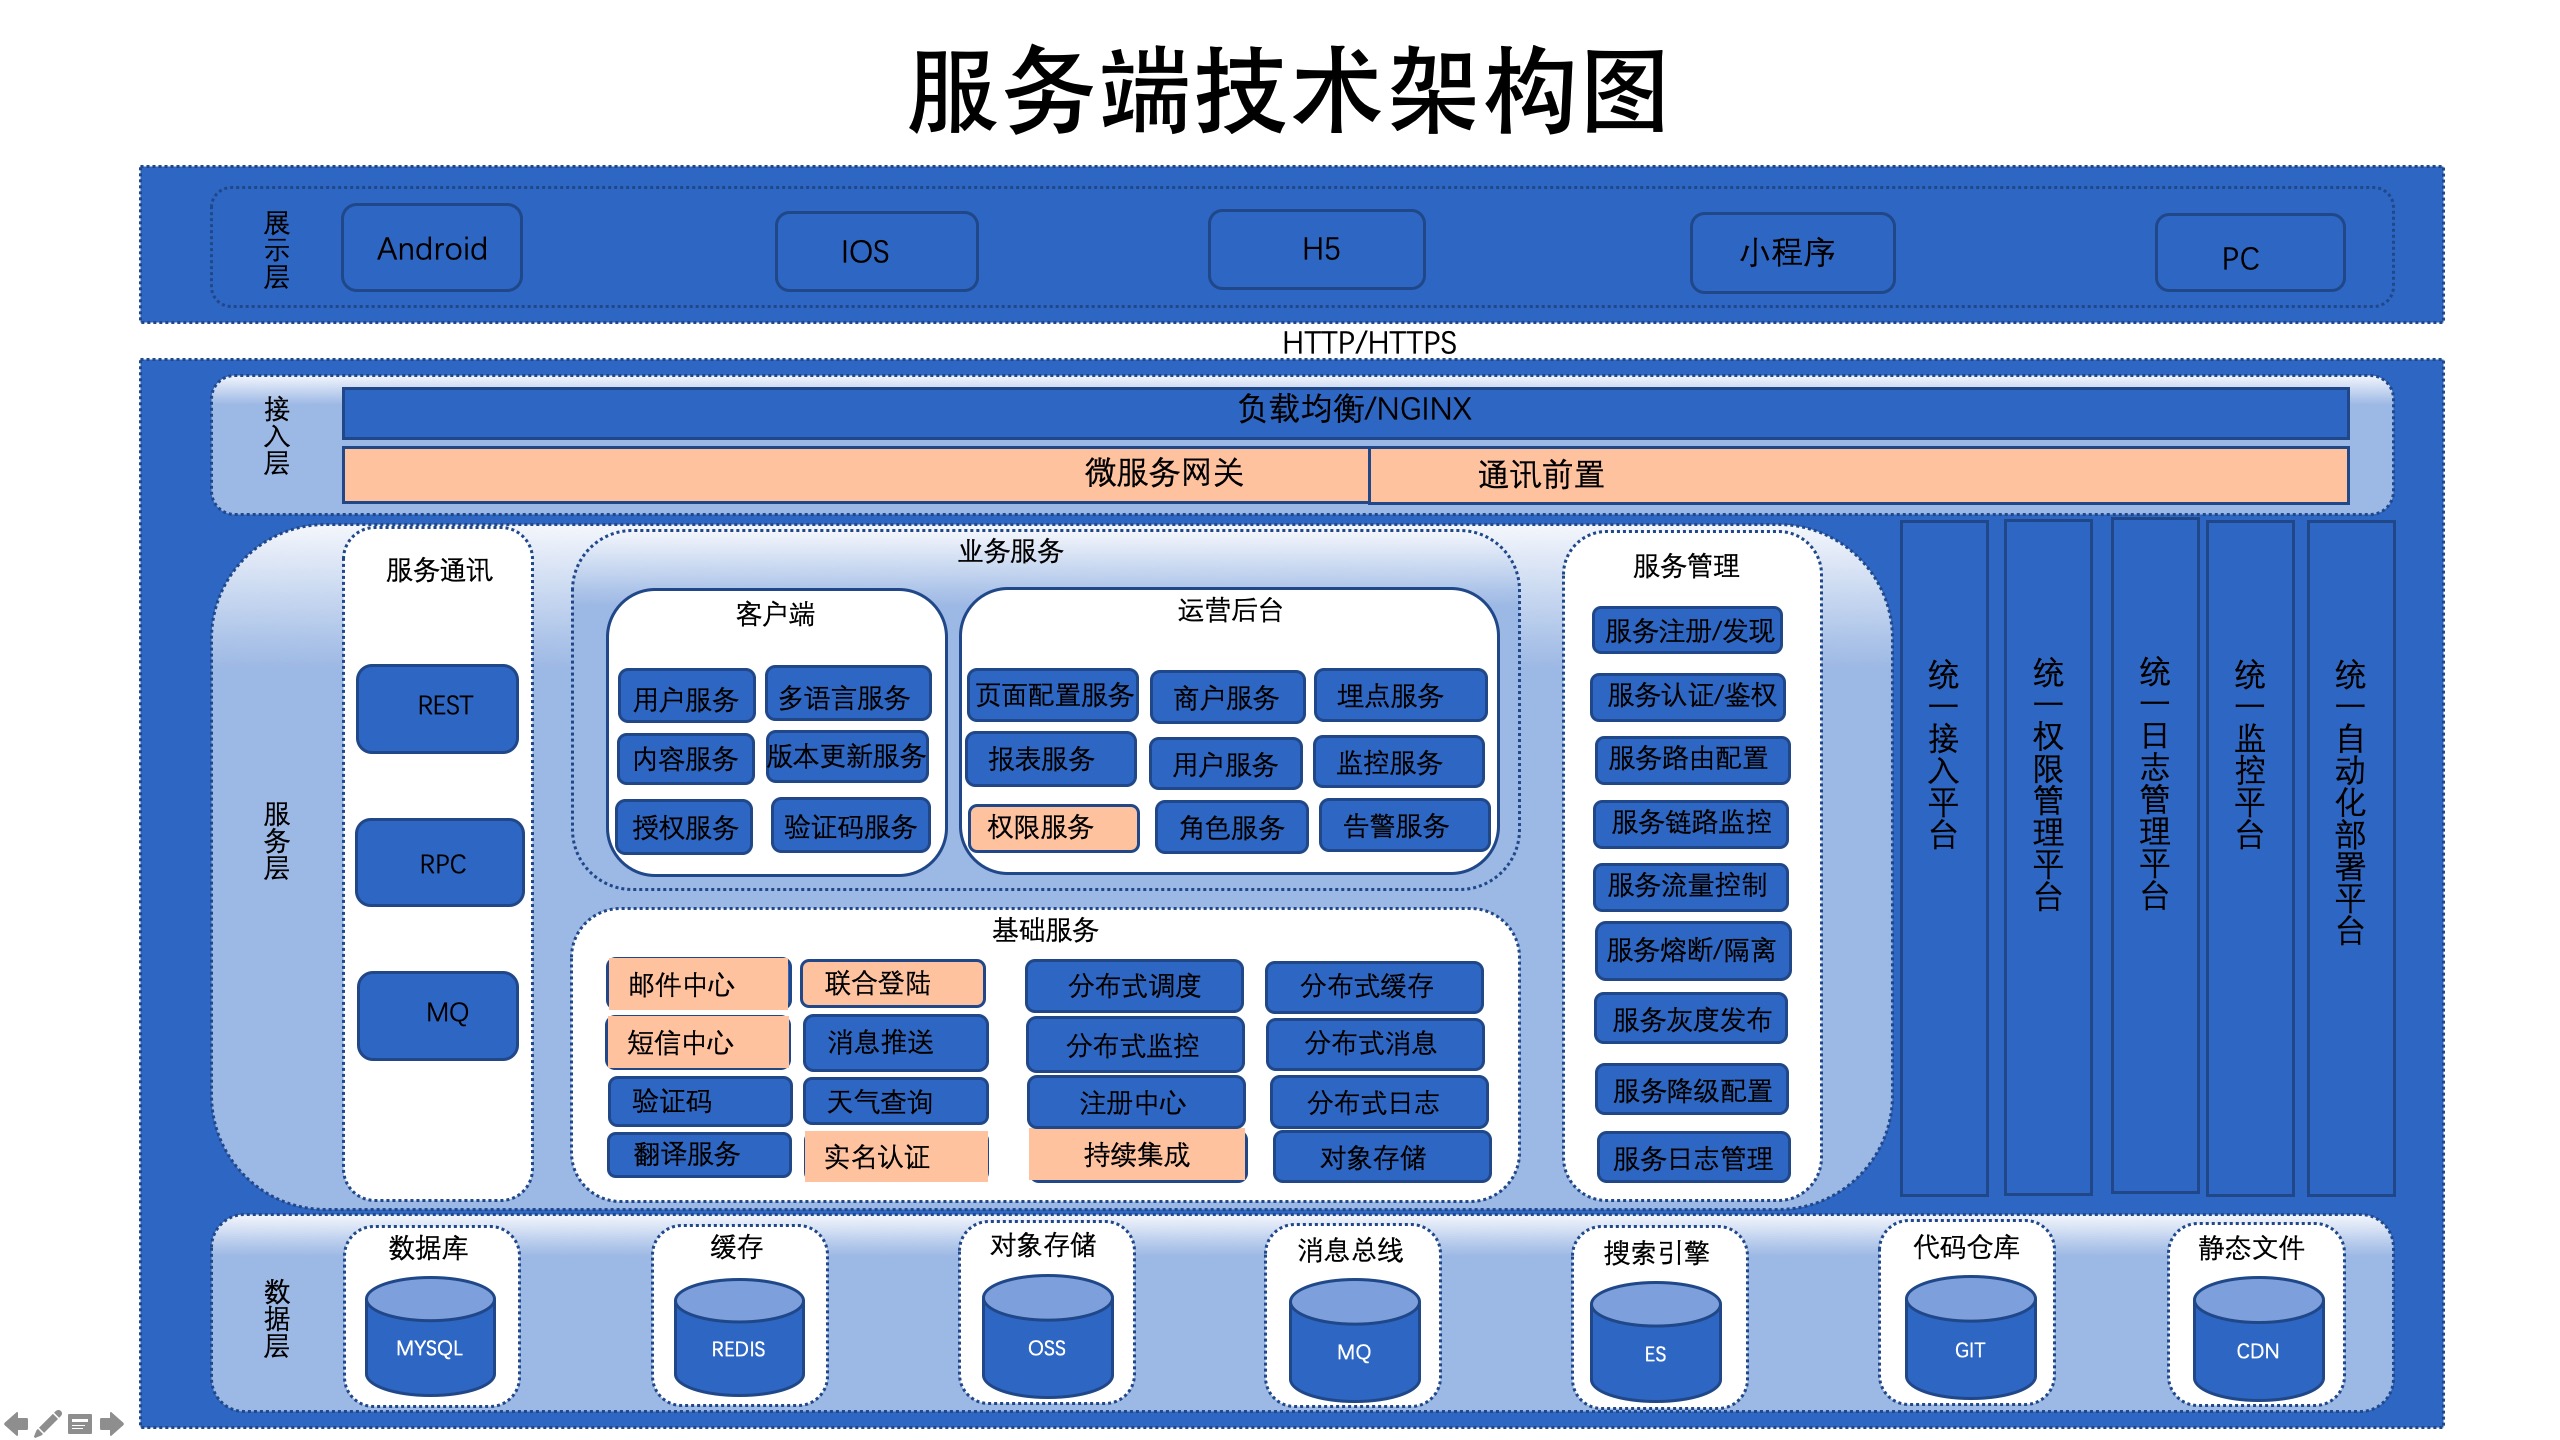 服务端技术架构图
展示层
Android
IOS
H5
小程序
PC
HTTP/HTTPS
接入层
负载均衡/NGINX
微服务网关
通讯前置
服务层
服务通讯
REST
RPC
MQ
业务服务
客户端
用户服务
多语言服务
内容服务
版本更新服务
授权服务
验证码服务
运营后台
页面配置服务
商户服务
埋点服务
报表服务
用户服务
监控服务
权限服务
角色服务
告警服务
基础服务
邮件中心
联合登陆
分布式调度
分布式缓存
短信中心
消息推送
分布式监控
分布式消息
验证码
天气查询
注册中心
分布式日志
翻译服务
实名认证
持续集成
对象存储
服务管理
服务注册/发现
服务认证/鉴权
服务路由配置
服务链路监控
服务流量控制
服务熔断/隔离
服务灰度发布
服务降级配置
服务日志管理
统一接入平台
统一权限管理平台
统一日志管理平台
统一监控平台
统一自动化部署平台
数据层
数据库
MYSQL
缓存
REDIS
对象存储
OSS
消息总线
MQ
搜索引擎
ES
代码仓库
GIT
静态文件
CDN